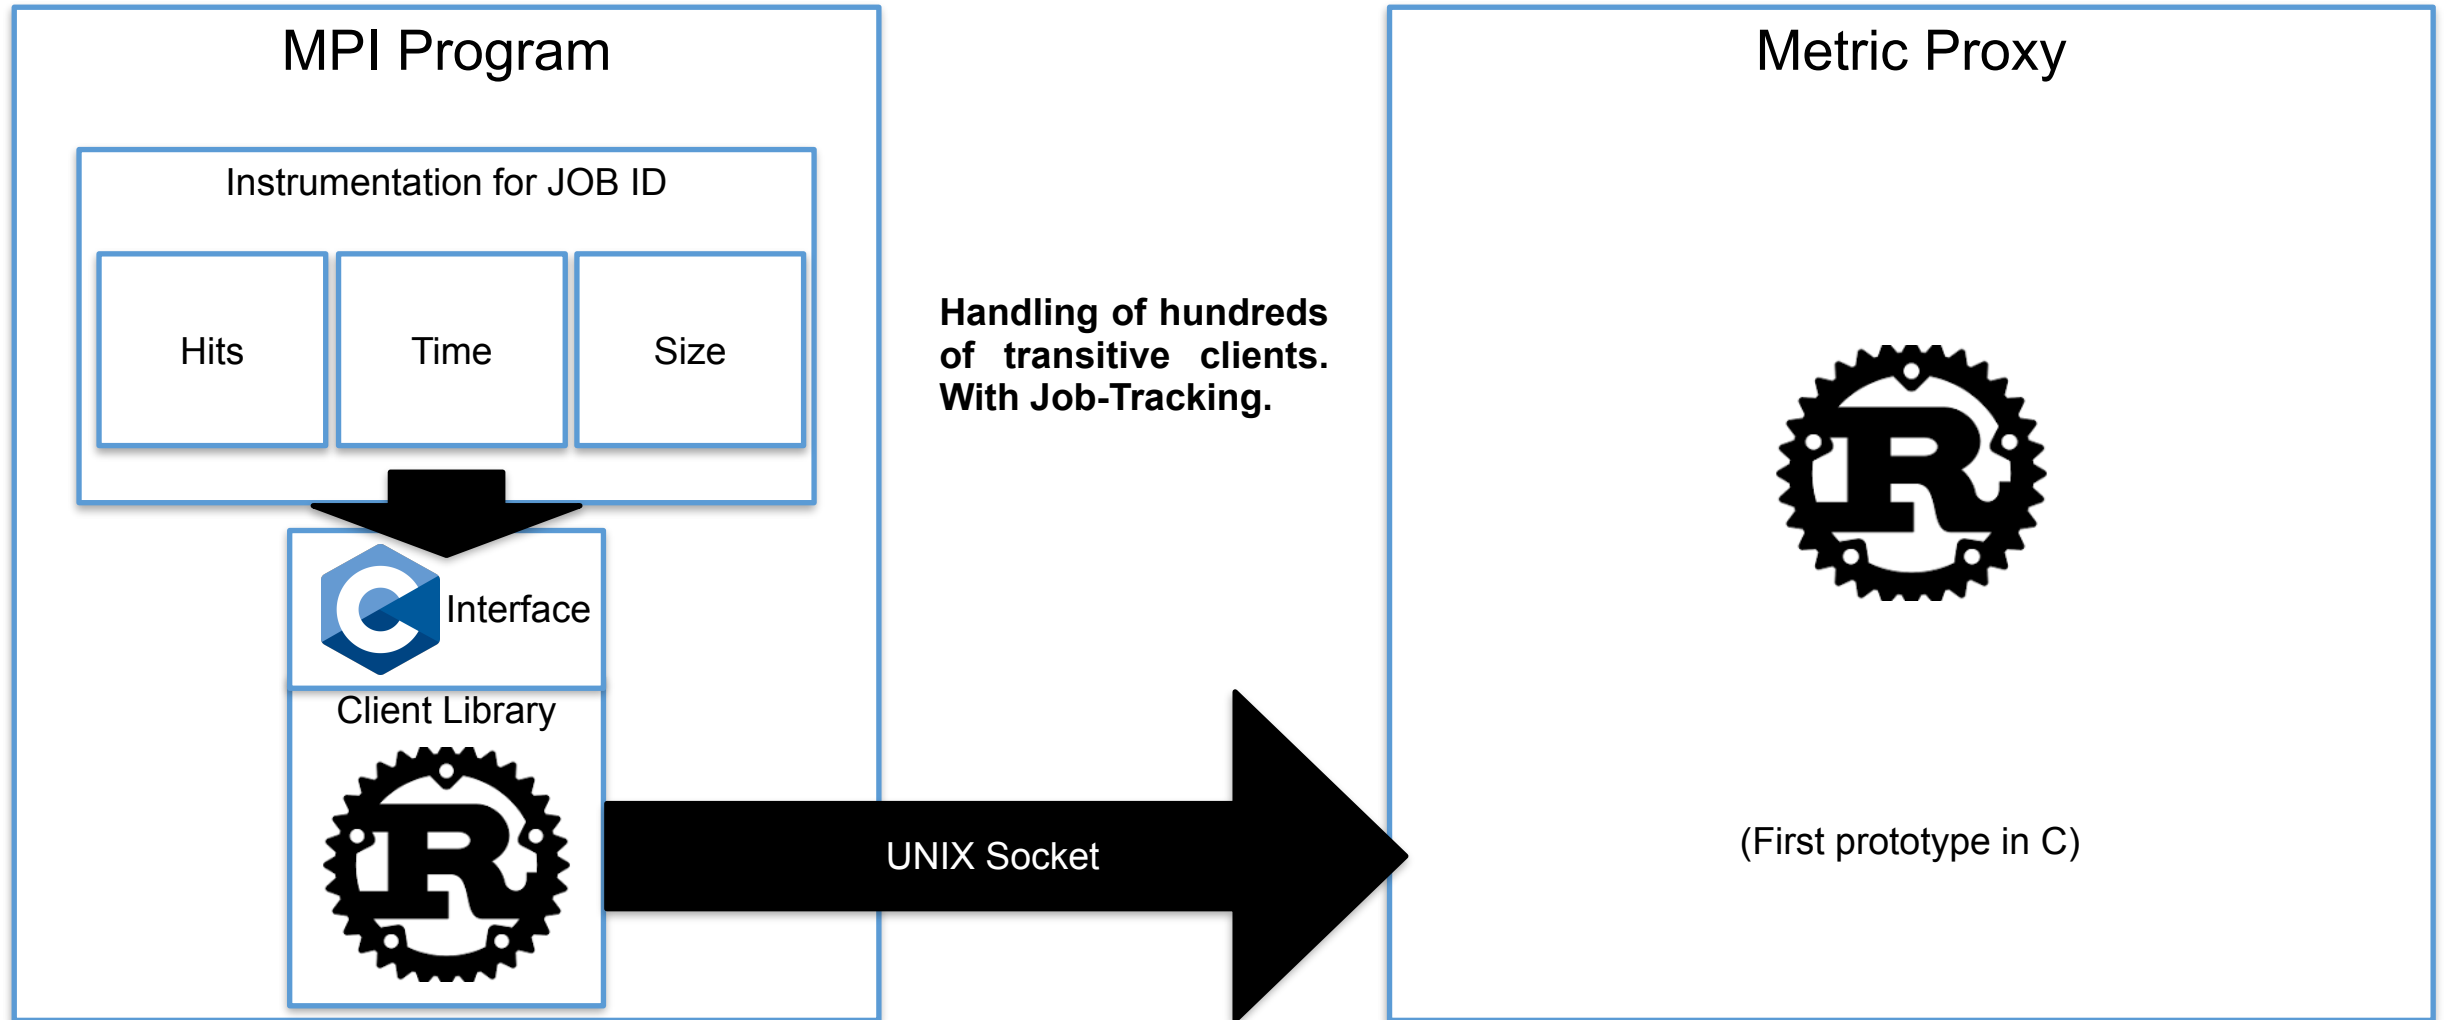 MPI Program
Metric Proxy
Instrumentation for JOB ID
Hits
Time
Size
Handling of hundreds
of transitive clients.
With Job-Tracking.
C Interface
Client Library
R
R
UNIX Socket
(First prototype in C)